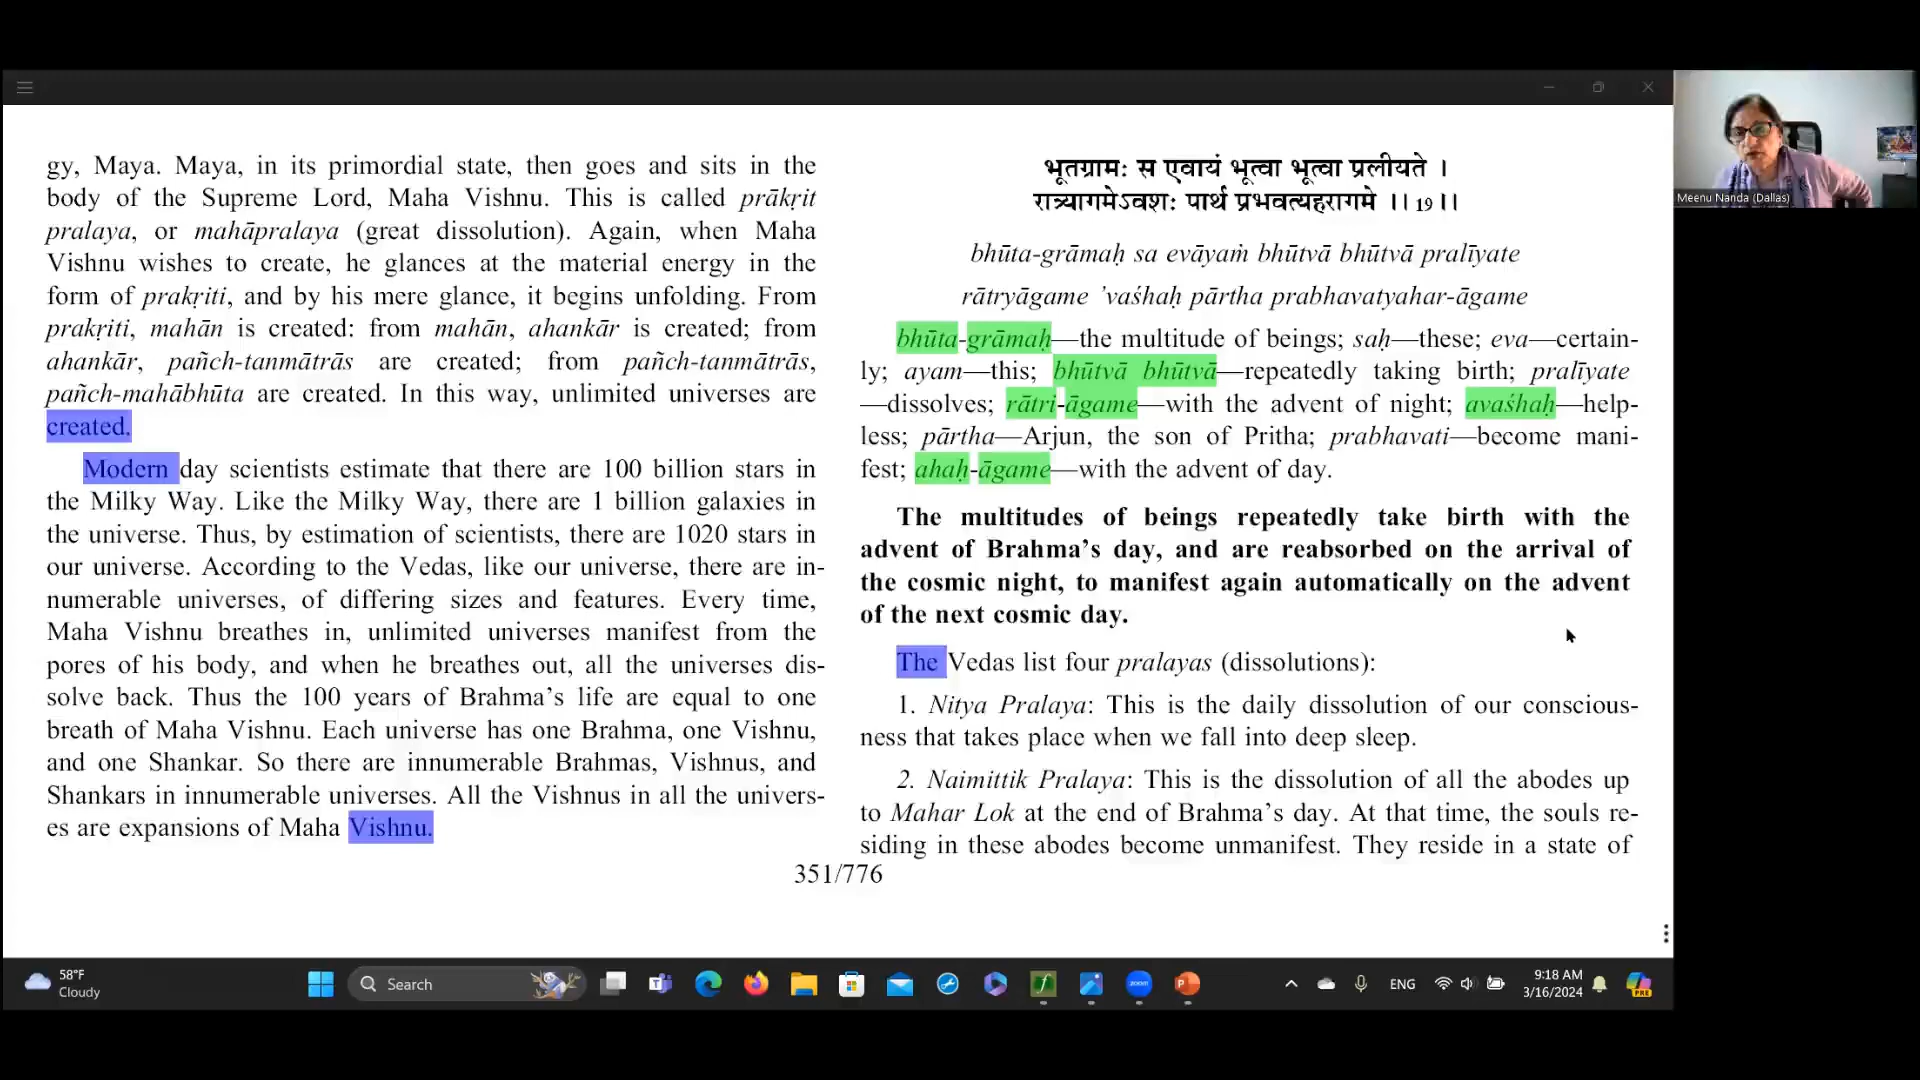 gy, Maya. Maya, in its primordial state, then goes and sits in the
body of the Supreme Lord, Maha Vishnu. This is called prākṛit
pralaya, or mahāpralaya (great dissolution). Again, when Maha
Vishnu wishes to create, he glances at the material energy in the
form of prakṛiti, and by his mere glance, it begins unfolding. From
prakṛiti, mahān is created: from mahān, ahankār is created; from
ahankār, pañch-tanmātrās are created; from pañch-tanmātrās,
pañch-mahābhūta are created. In this way, unlimited universes are
created.
Modern day scientists estimate that there are 100 billion stars in
the Milky Way. Like the Milky Way, there are 1 billion galaxies in
the universe. Thus, by estimation of scientists, there are 1020 stars in
our universe. According to the Vedas, like our universe, there are in-
numerable universes, of differing sizes and features. Every time,
Maha Vishnu breathes in, unlimited universes manifest from the
pores of his body, and when he breathes out, all the universes dis-
solve back. Thus the 100 years of Brahma’s life are equal to one
breath of Maha Vishnu. Each universe has one Brahma, one Vishnu,
and one Shankar. So there are innumerable Brahmas, Vishnus, and
Shankars in innumerable universes. All the Vishnus in all the univers-
es are expansions of Maha Vishnu.
भूतग्रामः स एवायं भूत्वा भूत्वा प्रलीयते ।
रात्र्यागमेऽवशः पार्थ प्रभवत्यहरागमे ।। 19 ।।
bhūta-grāmaḥ sa evāyaṁ bhūtvā bhūtvā pralīyate
rātryāgame ’vaśhaḥ pārtha prabhavatyahar-āgame
bhūta-grāmaḥ—the multitude of beings; saḥ—these; eva—certain-
ly; ayam—this; bhūtvā bhūtvā—repeatedly taking birth; pralīyate
—dissolves; rātri-āgame—with the advent of night; avaśhaḥ—help-
less; pārtha—Arjun, the son of Pritha; prabhavati—become mani-
fest; ahaḥ-āgame—with the advent of day.
The multitudes of beings repeatedly take birth with the
advent of Brahma’s day, and are reabsorbed on the arrival of
the cosmic night, to manifest again automatically on the advent
of the next cosmic day.
The Vedas list four pralayas (dissolutions):
1. Nitya Pralaya: This is the daily dissolution of our conscious-
ness that takes place when we fall into deep sleep.
2. Naimittik Pralaya: This is the dissolution of all the abodes up
to Mahar Lok at the end of Brahma’s day. At that time, the souls re-
siding in these abodes become unmanifest. They reside in a state of
351/776
Meenu Nanda (Dallas)
58°F
Cloudy
Search
zoom
ENG
9:18 AM
3/16/2024
PRE